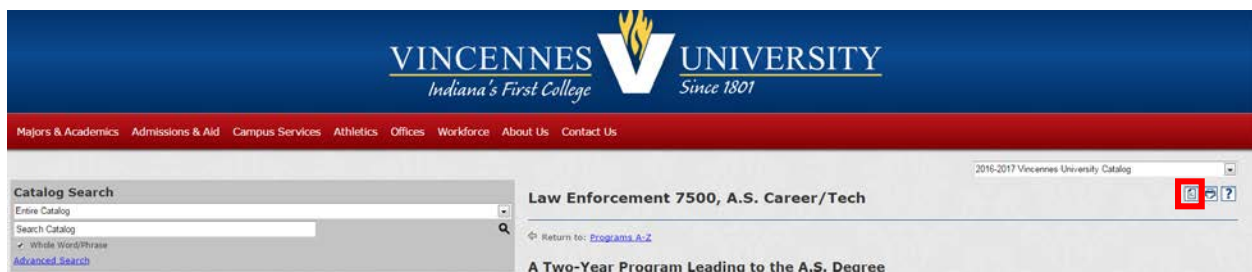 VINCENNES UNIVERSITY
Indiana's First College Since 1801
Majors & Academics Admissions & Aid Campus Services Athletics Offices Workforce About Us Contact Us
2016-2017 Vincennes University Catalog
Catalog Search
Entire Catalog
Search Catalog
Whole Word/Phrase
Advanced Search
Law Enforcement 7500, A.S. Career/Tech
?
Return to: Programs A-Z
A Two-Year Program Leading to the A.S. Degree